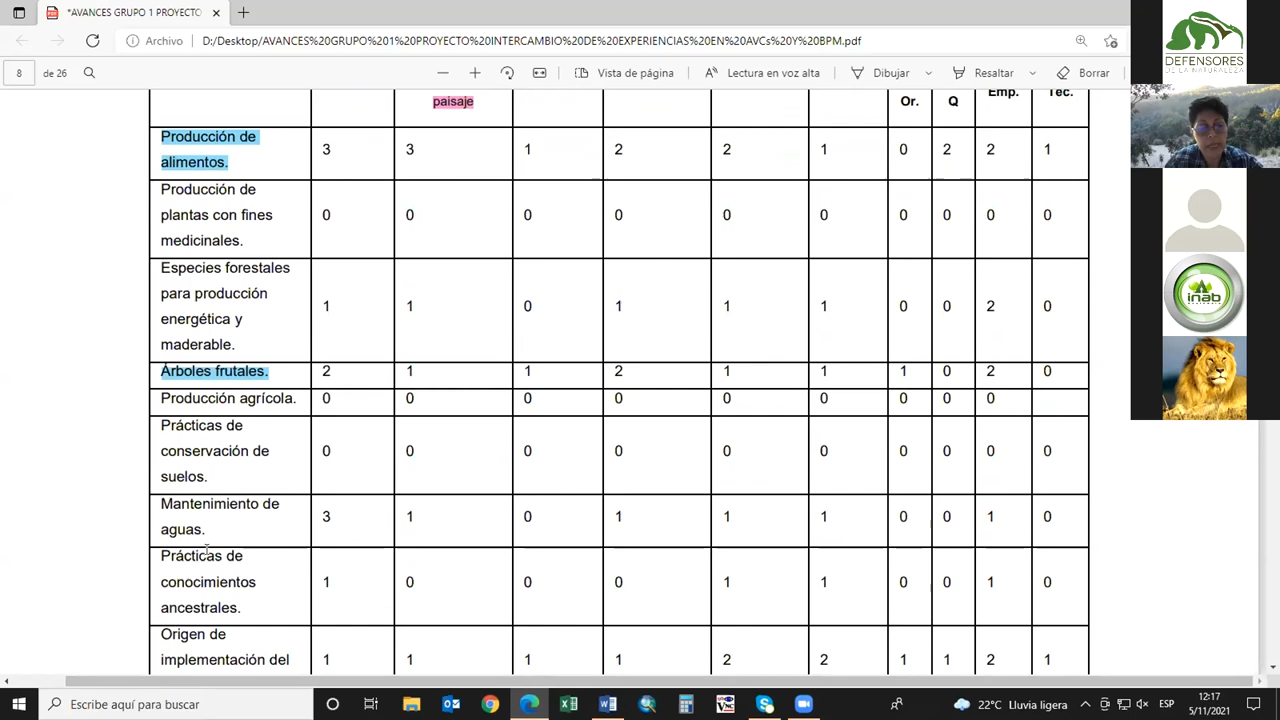 *AVANCES GRUPO 1 PROYECTO
Archivo
D:/Desktop/AVANCES%20GRUPO%201%20PROYECTO%20INTERCAMBIO%20DE%20EXPERIENCIAS%20EN%20AVCs%20Y%20BPM.pdf
8 de 26
Vista de página
Lectura en voz alta
Dibujar
Resaltar
Borrar
DEFENSORES
DE LA NATURALEZA
paisaje Or. Q Emp. Tec.
Producción de
alimentos.
3 3 1 2 2 1 0 2 2 1
Producción de
plantas con fines
medicinales.
0 0 0 0 0 0 0 0 0 0
Especies forestales
para producción
energética y
maderable.
1 1 0 1 1 1 0 0 2 0
inab
Árboles frutales. 2 1 1 2 1 1 1 0 2 0
Producción agrícola. 0 0 0 0 0 0 0 0 0
Prácticas de
conservación de
suelos.
0 0 0 0 0 0 0 0 0 0
Mantenimiento de
aguas.
3 1 0 1 1 1 0 0 1 0
Prácticas de
conocimientos
ancestrales.
1 0 0 0 1 1 0 0 1 0
Origen de
implementación del
1 1 1 1 2 2 1 1 2 1
Escribe aquí para buscar
22°C Lluvia ligera
ESP
12:17
5/11/2021